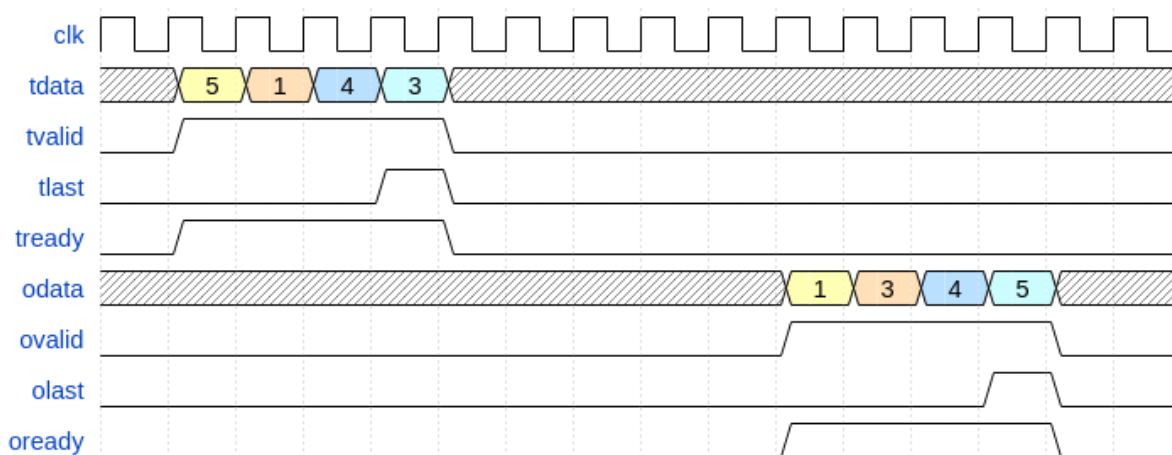 clk
tdata 5 1 4 3
tvalid
tlast
tready
odata 1 3 4 5
ovalid
olast
oready